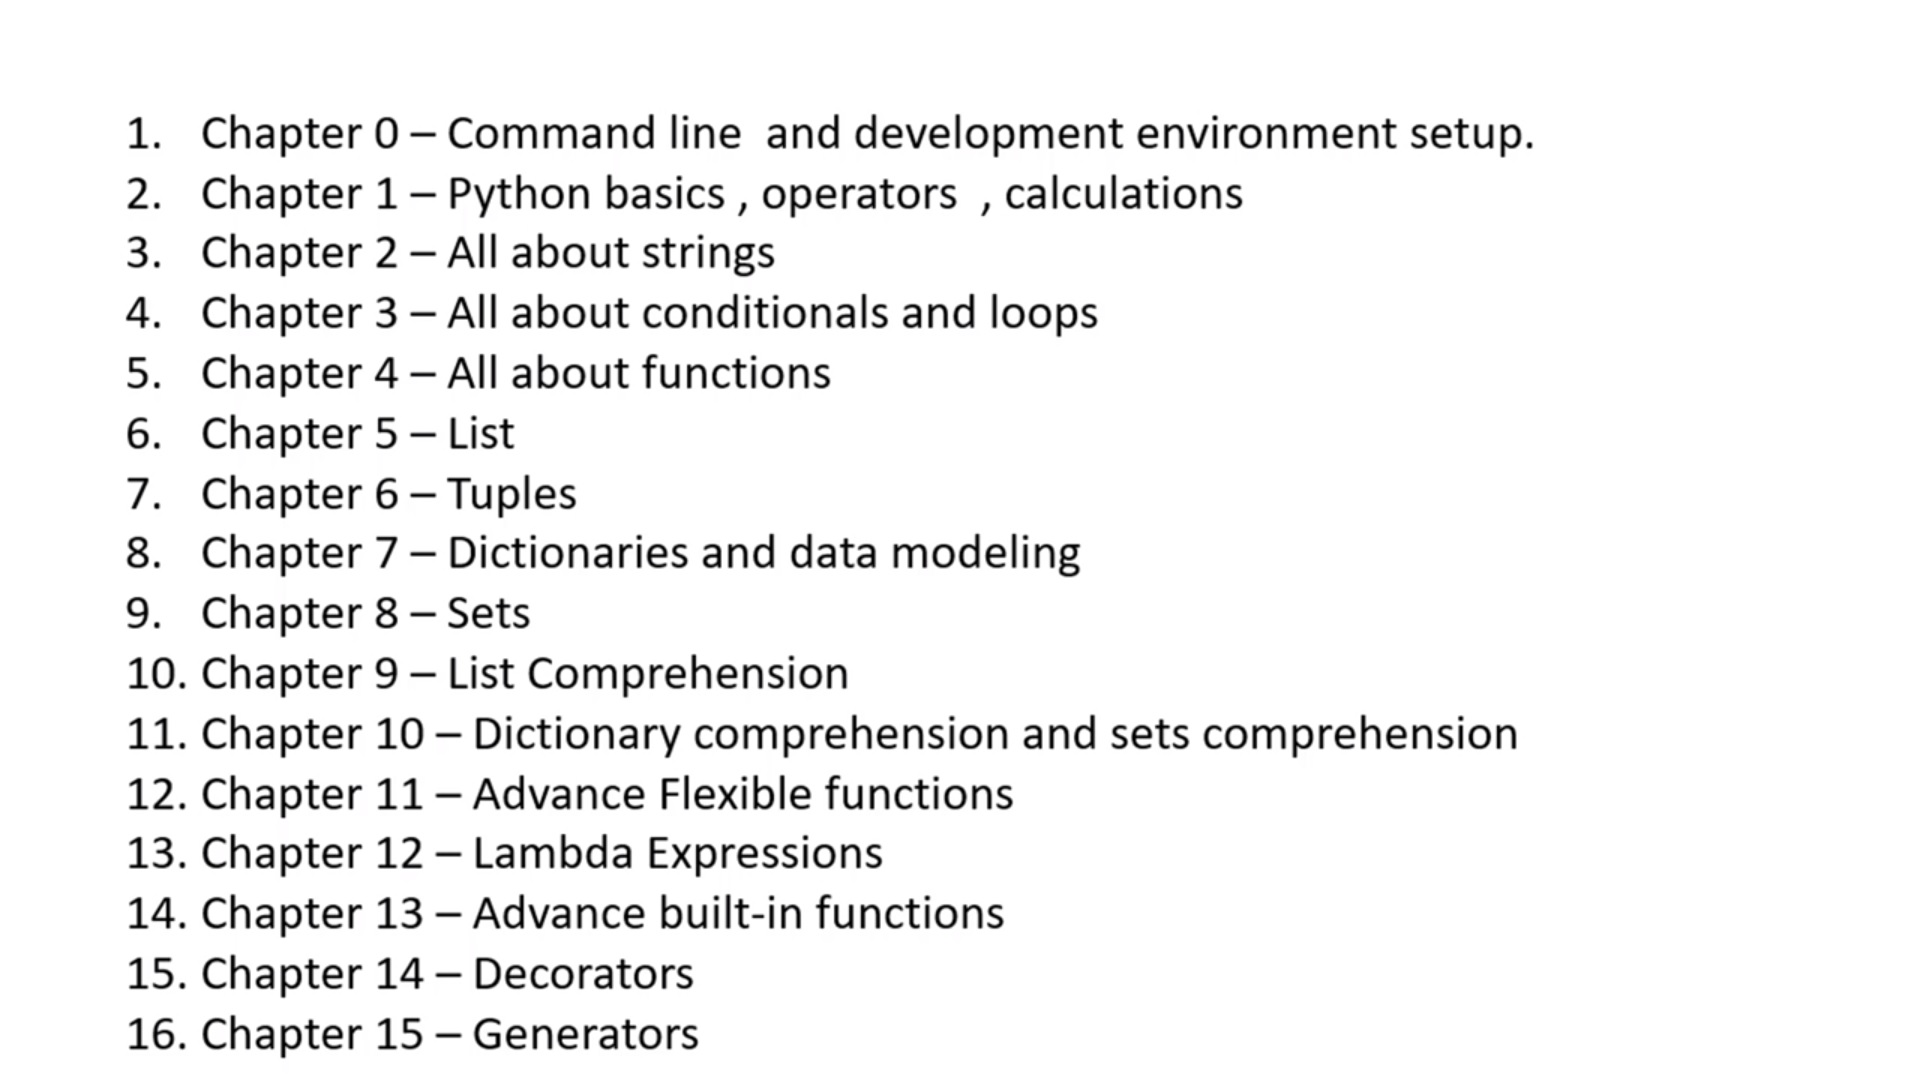 1. Chapter 0 – Command line  and development environment setup.
2. Chapter 1 – Python basics , operators  , calculations
3. Chapter 2 – All about strings
4. Chapter 3 – All about conditionals and loops
5. Chapter 4 – All about functions
6. Chapter 5 – List
7. Chapter 6 – Tuples
8. Chapter 7 – Dictionaries and data modeling
9. Chapter 8 – Sets
10. Chapter 9 – List Comprehension
11. Chapter 10 – Dictionary comprehension and sets comprehension
12. Chapter 11 – Advance Flexible functions
13. Chapter 12 – Lambda Expressions
14. Chapter 13 – Advance built-in functions
15. Chapter 14 – Decorators
16. Chapter 15 – Generators